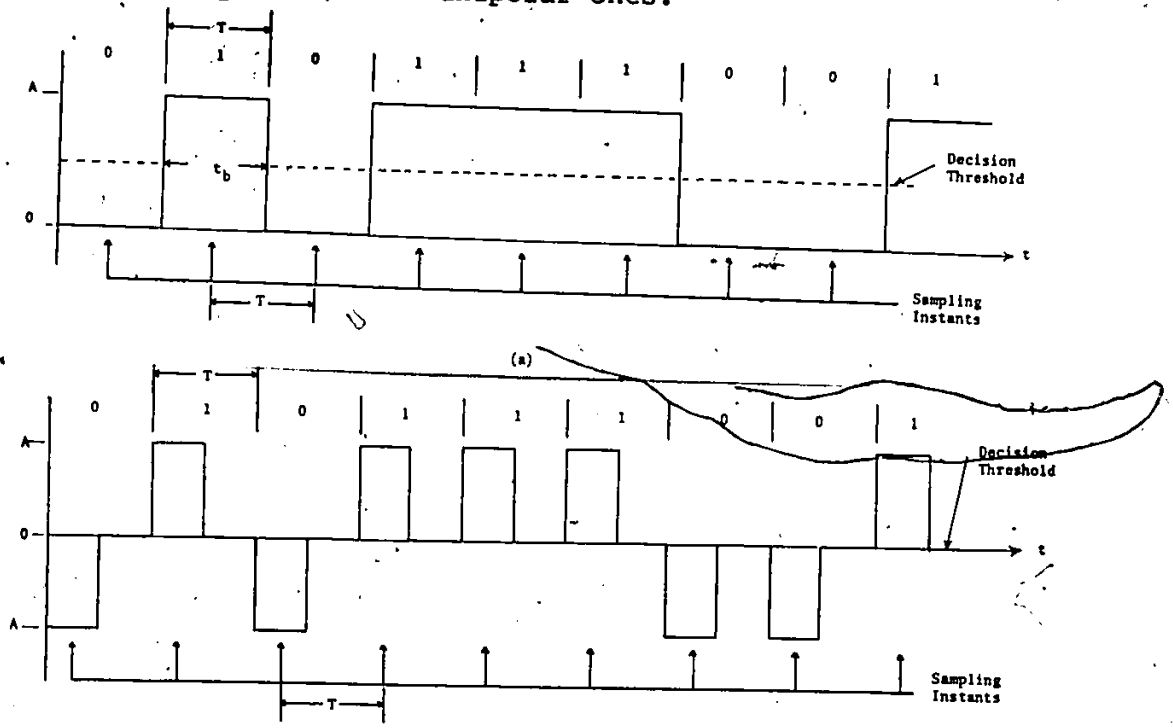 unipolar ones.
T
0 1 0 1 1 1 0 0 1
A
t_b
Decision
Threshold
0
t
T
Sampling
Instants
(a)
T
0 1 0 1 1 1 0 0 1
A
Decision
Threshold
0
t
A
Sampling
Instants
T